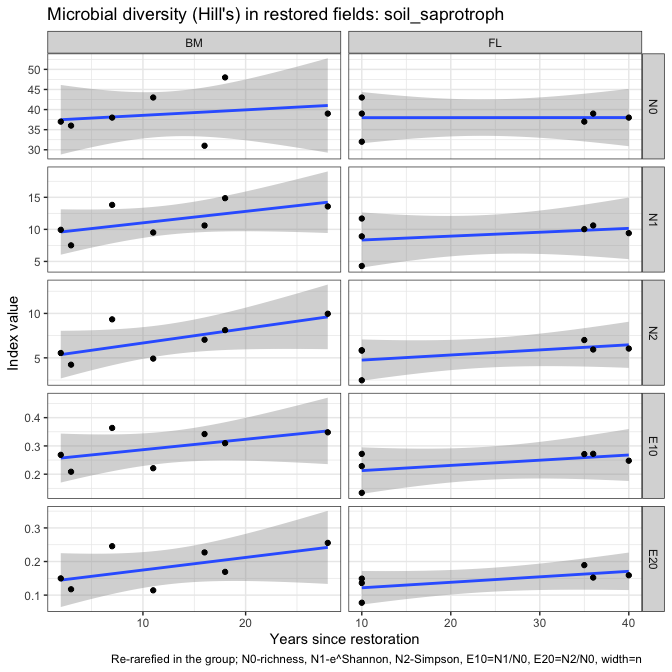 Microbial diversity (Hill's) in restored fields: soil_saprotroph
BM
FL
50
45
40
35
30
N0
15
10
5
N1
10
5
N2
0.4
0.3
0.2
E10
0.3
0.2
0.1
E20
Index value
10
20
10
20
30
40
Years since restoration
Re-rarefied in the group; N0-richness, N1-e^Shannon, N2-Simpson, E10=N1/N0, E20=N2/N0, width=n